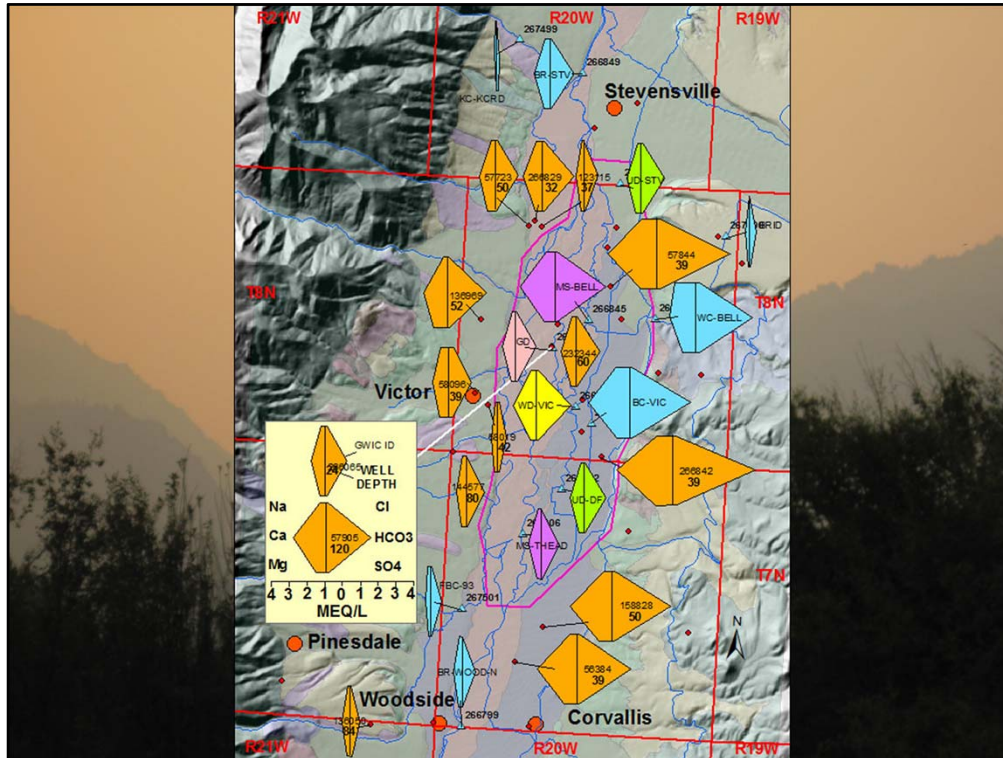 R21W
R20W
R19W
267499
BR-STV
266849
KC-KCRD
Stevensville
57723
50
266829
32
123115
37
UD-STV
BRID
57844
39
T8N
136969
52
MS-BELL
266845
WC-BELL
T8N
GD
232344
60
Victor
58096
39
WD-VIC
BC-VIC
42
GWIC ID
WELL
DEPTH
Na
Cl
Ca
57905
120
HCO3
Mg
SO4
4 3 2 1 0 1 2 3 4
MEQ/L
144577
80
266842
39
UD-DF
MS-THEAD
T7N
FBC-93
267501
158828
50
N
Pinesdale
BR-WOOD-N
56384
39
Woodside
266799
Corvallis
136050
84
R21W
R20W
R19W